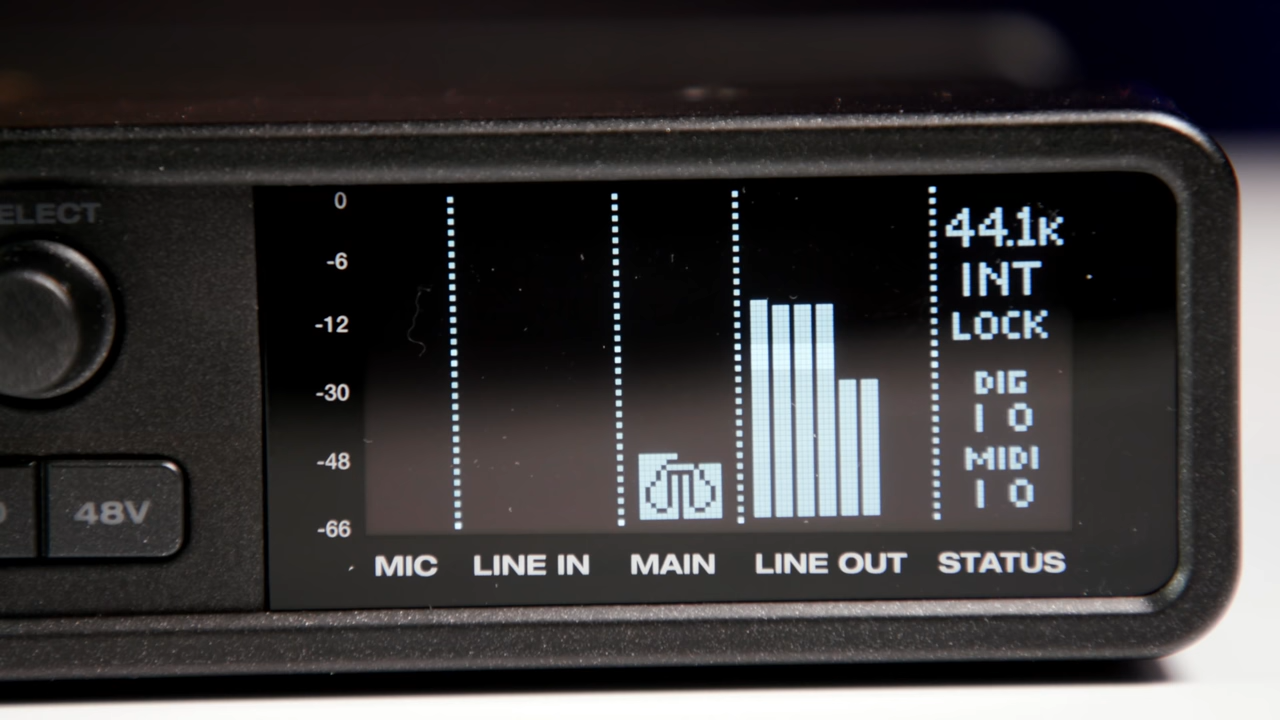 ELECT
48V
0
-6
-12
-30
-48
-66
MIC LINE IN MAIN LINE OUT STATUS
44.1K
INT
LOCK
DIG
I O
MIDI
I O